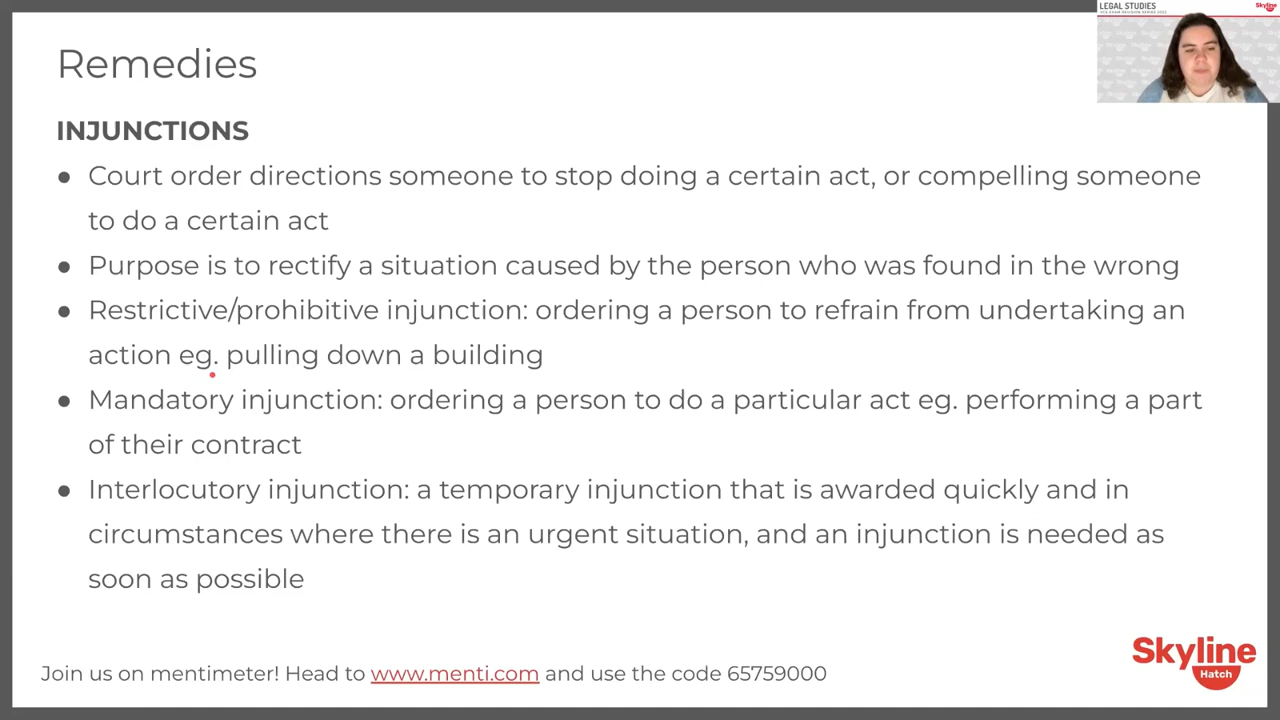 Remedies
INJUNCTIONS
● Court order directions someone to stop doing a certain act, or compelling someone
to do a certain act
● Purpose is to rectify a situation caused by the person who was found in the wrong
● Restrictive/prohibitive injunction: ordering a person to refrain from undertaking an
action eg. pulling down a building
● Mandatory injunction: ordering a person to do a particular act eg. performing a part
of their contract
● Interlocutory injunction: a temporary injunction that is awarded quickly and in
circumstances where there is an urgent situation, and an injunction is needed as
soon as possible
Join us on mentimeter! Head to www.menti.com and use the code 65759000
Skyline
Hatch
LEGAL STUDIES
Skyline